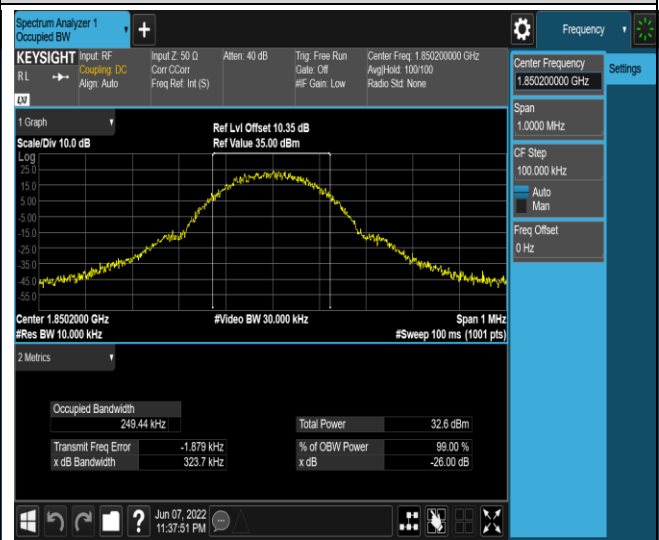 Spectrum Analyzer 1
Occupied BW
+
Frequency
KEYSIGHT
RL
LXI
Input: RF
Coupling: DC
Align: Auto
Input Z: 50 Ω
Corr CCorr
Freq Ref: Int (S)
Atten: 40 dB
Trig: Free Run
Gate: Off
#IF Gain: Low
Center Freq: 1.850200000 GHz
Avg|Hold: 100/100
Radio Std: None
Center Frequency
1.850200000 GHz
Settings
Span
1.0000 MHz
CF Step
100.000 kHz
Auto
Man
Freq Offset
0 Hz
1 Graph
Scale/Div 10.0 dB
Ref Lvl Offset 10.35 dB
Ref Value 35.00 dBm
Log
25.0
15.0
5.00
-5.00
-15.0
-25.0
-35.0
-45.0
-55.0
Center 1.8502000 GHz
#Video BW 30.000 kHz
Span 1 MHz
#Res BW 10.000 kHz
#Sweep 100 ms (1001 pts)
2 Metrics
Occupied Bandwidth
249.44 kHz
Total Power 32.6 dBm
Transmit Freq Error -1.879 kHz
% of OBW Power 99.00 %
x dB Bandwidth 323.7 kHz
x dB -26.00 dB
?
Jun 07, 2022
11:37:51 PM